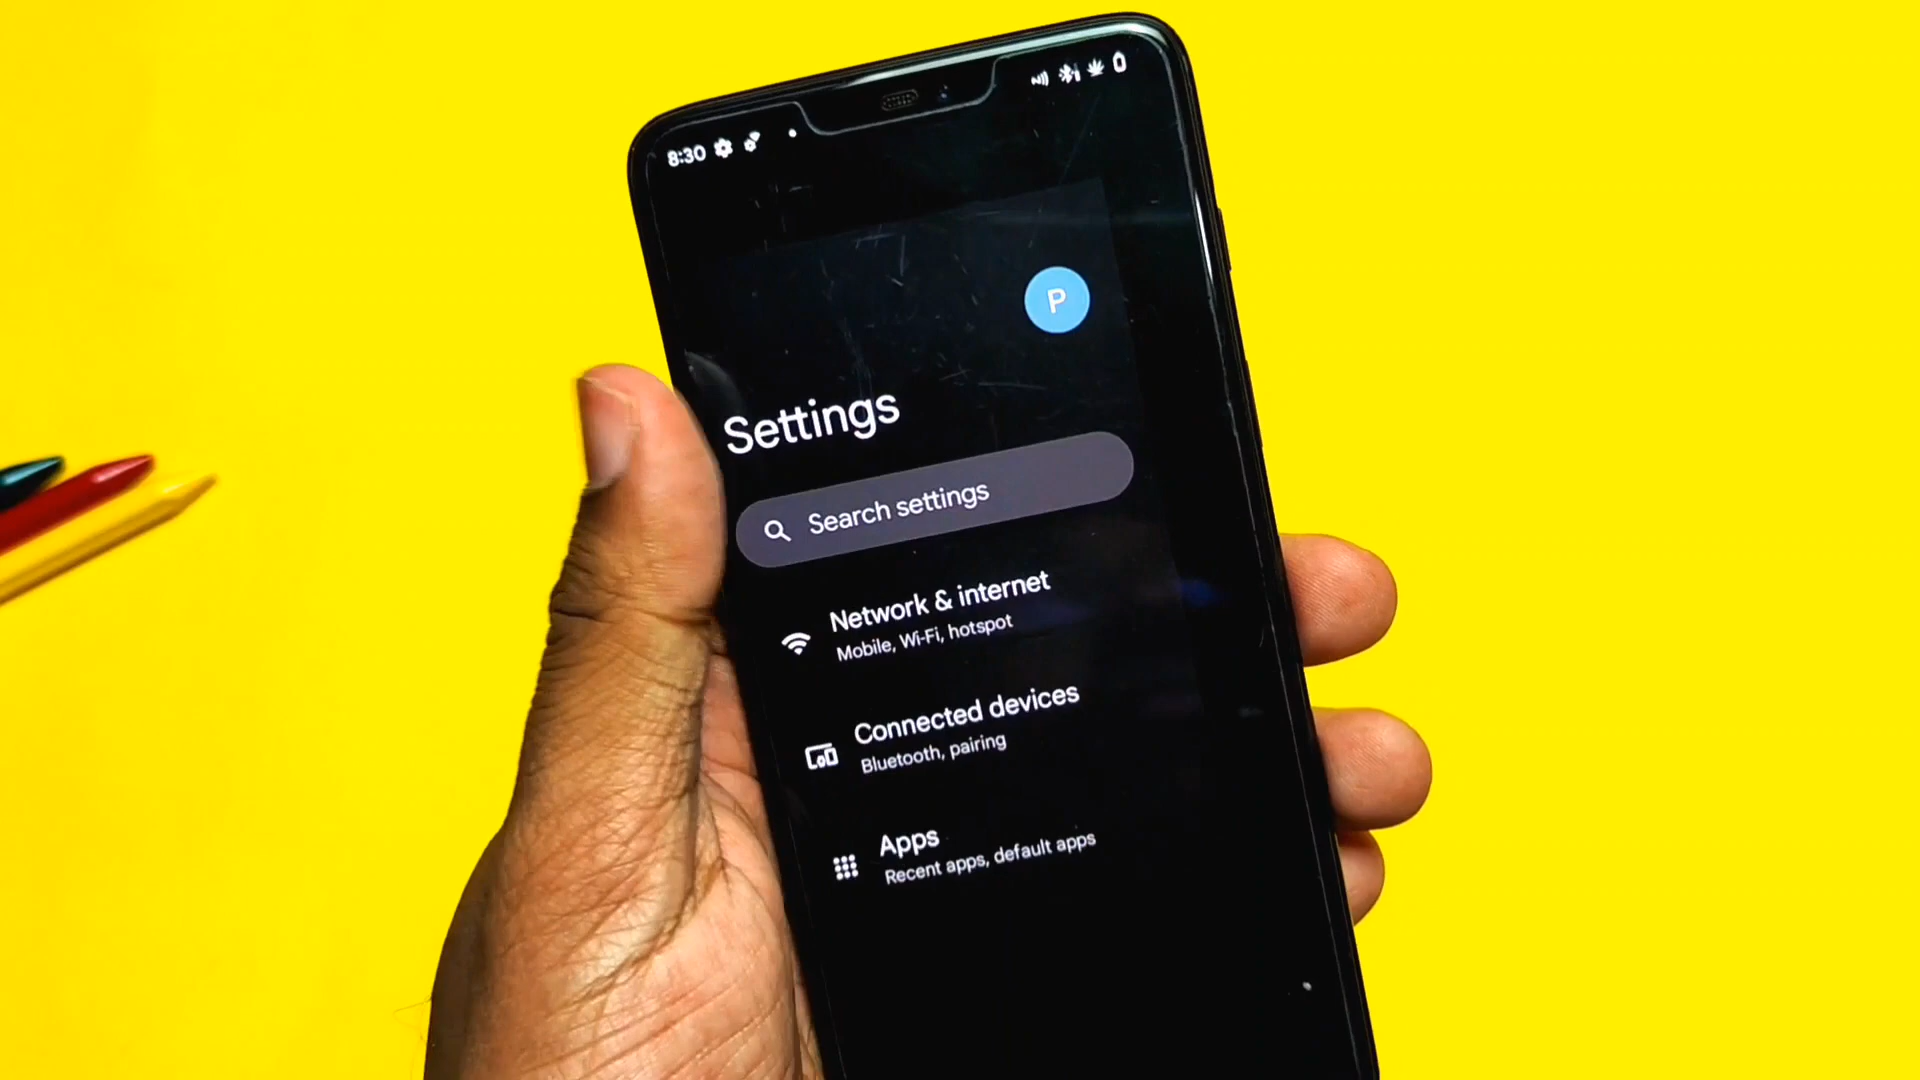 8:30
P
Settings
Search settings
Network & internet
Mobile, Wi-Fi, hotspot
Connected devices
Bluetooth, pairing
Apps
Recent apps, default apps